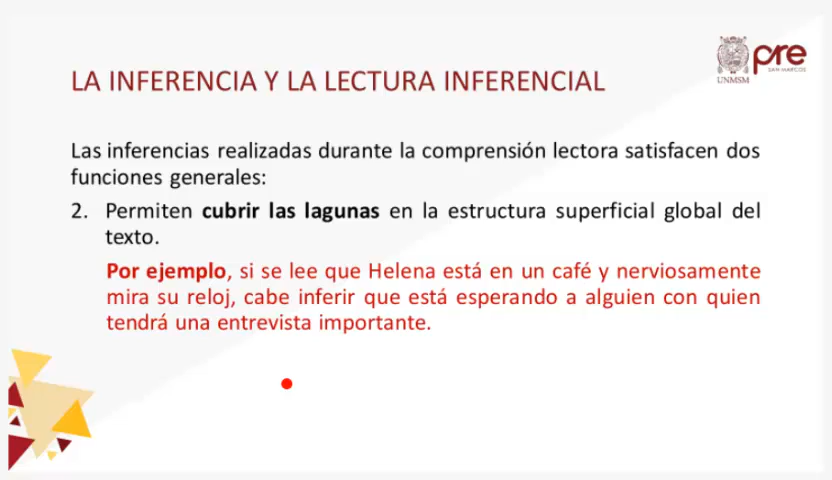 LA INFERENCIA Y LA LECTURA INFERENCIAL
pre
SAN MARCOS
UNMSM
Las inferencias realizadas durante la comprensión lectora satisfacen dos
funciones generales:
2. Permiten cubrir las lagunas en la estructura superficial global del
texto.
Por ejemplo, si se lee que Helena está en un café y nerviosamente
mira su reloj, cabe inferir que está esperando a alguien con quien
tendrá una entrevista importante.